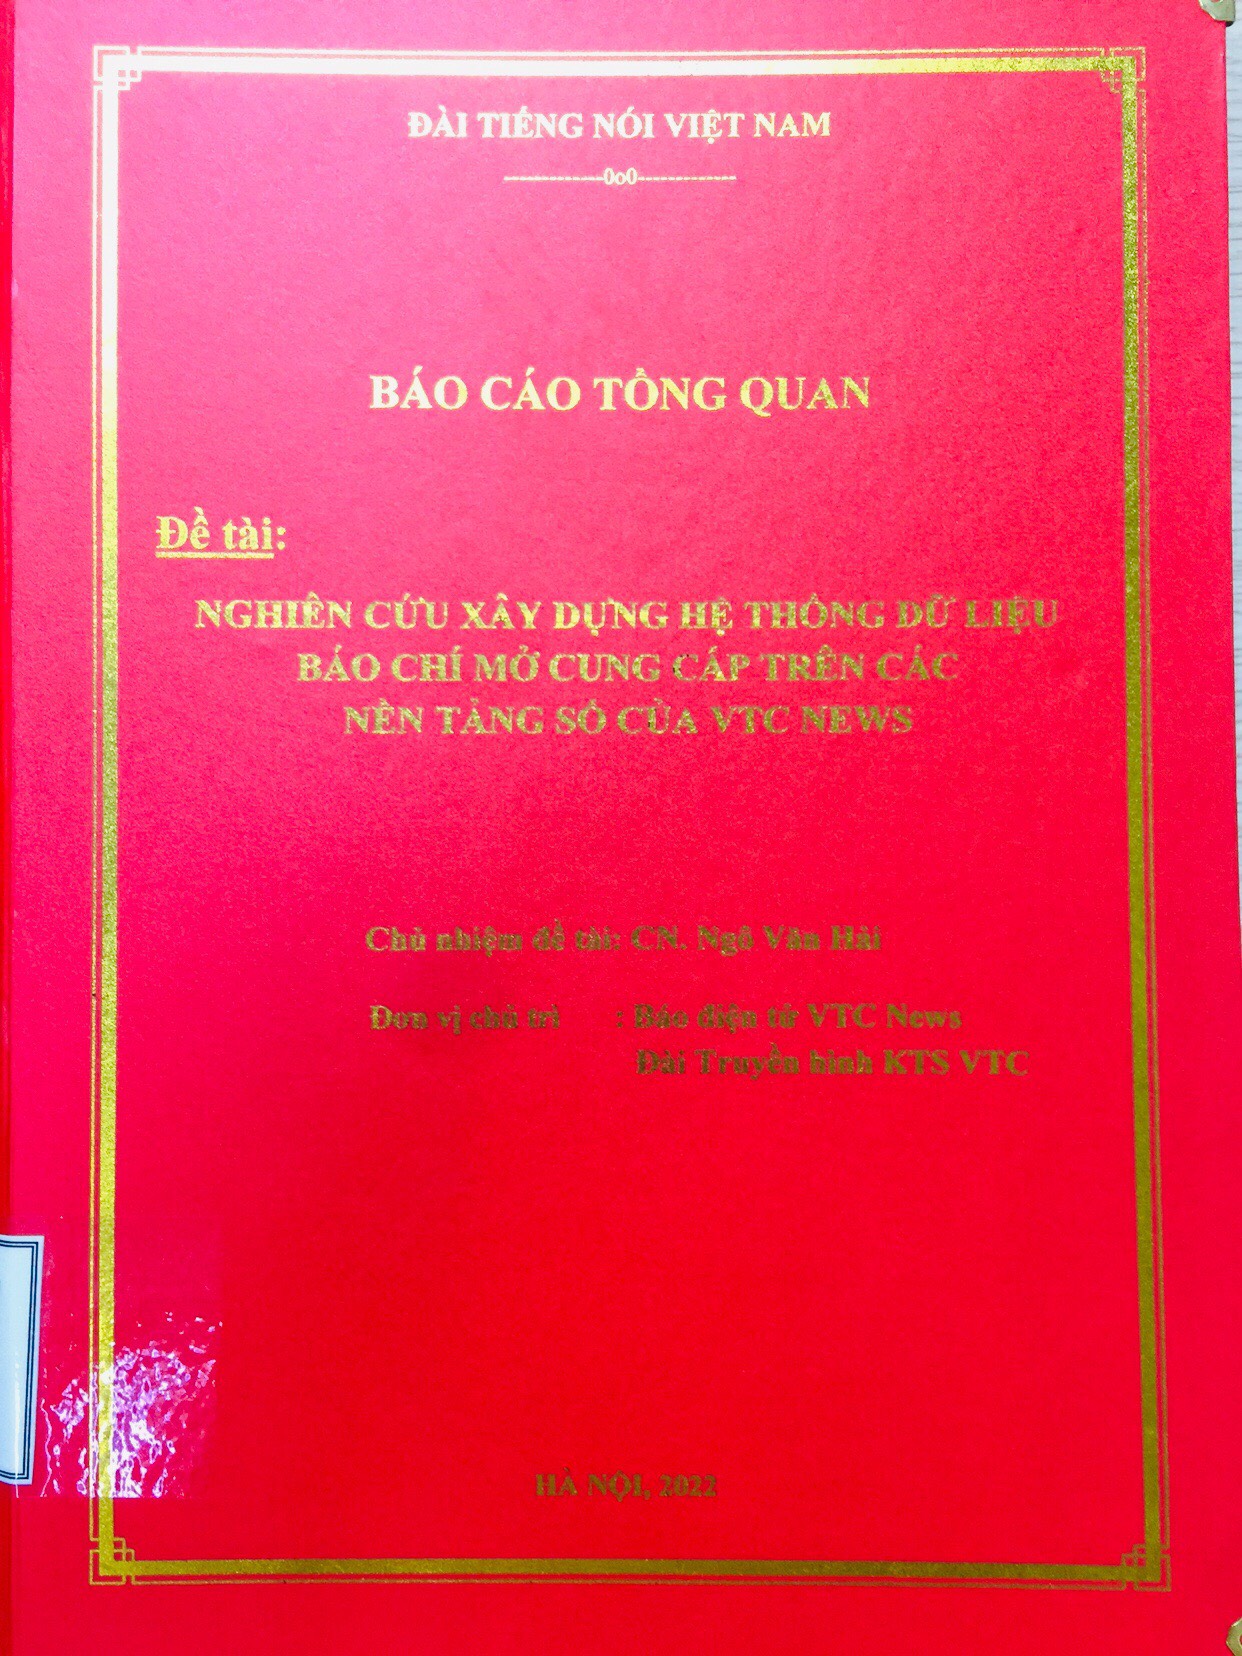 ĐÀI TIẾNG NÓI VIỆT NAM
-------------0o0-------------
BÁO CÁO TỔNG QUAN
Đề tài:
NGHIÊN CỨU XÂY DỰNG HỆ THỐNG DỮ LIỆU
BÁO CHÍ MỞ CUNG CẤP TRÊN CÁC
NỀN TẢNG SỐ CỦA VTC NEWS
Chủ nhiệm đề tài: CN. Ngô Văn Hải
Đơn vị chủ trì : Báo điện tử VTC News
Đài Truyền hình KTS VTC
HÀ NỘI, 2022